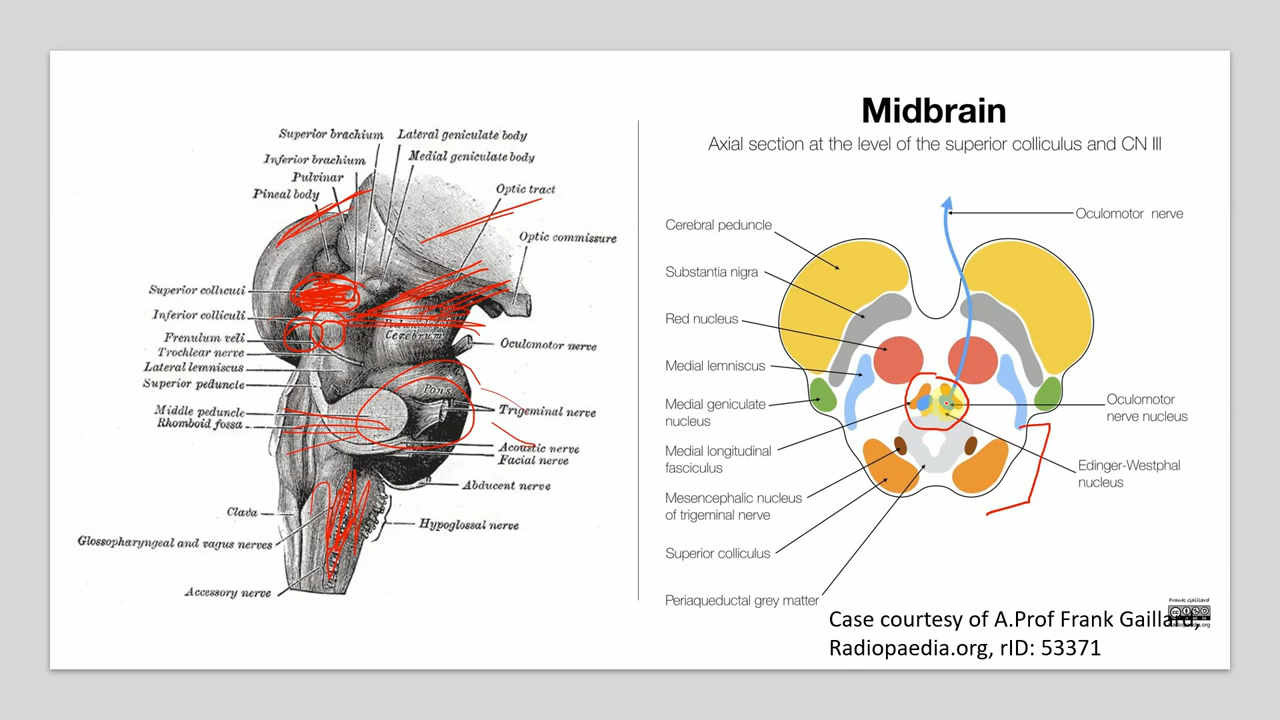 Superior brachium
Lateral geniculate body
Inferior brachium
Medial geniculate body
Pulvinar
Pineal body
Optic tract
Optic commissure
Superior colliculi
Inferior colliculi
Frenulum veli
Trochlear nerve
Lateral lemniscus
Superior peduncle
Cerebrum
Oculomotor nerve
Pons
Middle peduncle
Rhomboid fossa
Trigeminal nerve
Acoustic nerve
Facial nerve
Abducent nerve
Clava
Hypoglossal nerve
Glossopharyngeal and vagus nerves
Accessory nerve
Midbrain
Axial section at the level of the superior colliculus and CN III
Oculomotor nerve
Cerebral peduncle
Substantia nigra
Red nucleus
Medial lemniscus
Medial geniculate
nucleus
Medial longitudinal
fasciculus
Mesencephalic nucleus
of trigeminal nerve
Superior colliculus
Periaqueductal grey matter
Oculomotor
nerve nucleus
Edinger-Westphal
nucleus
Frank Gaillard
Case courtesy of A.Prof Frank Gaillard,
Radiopaedia.org, rID: 53371